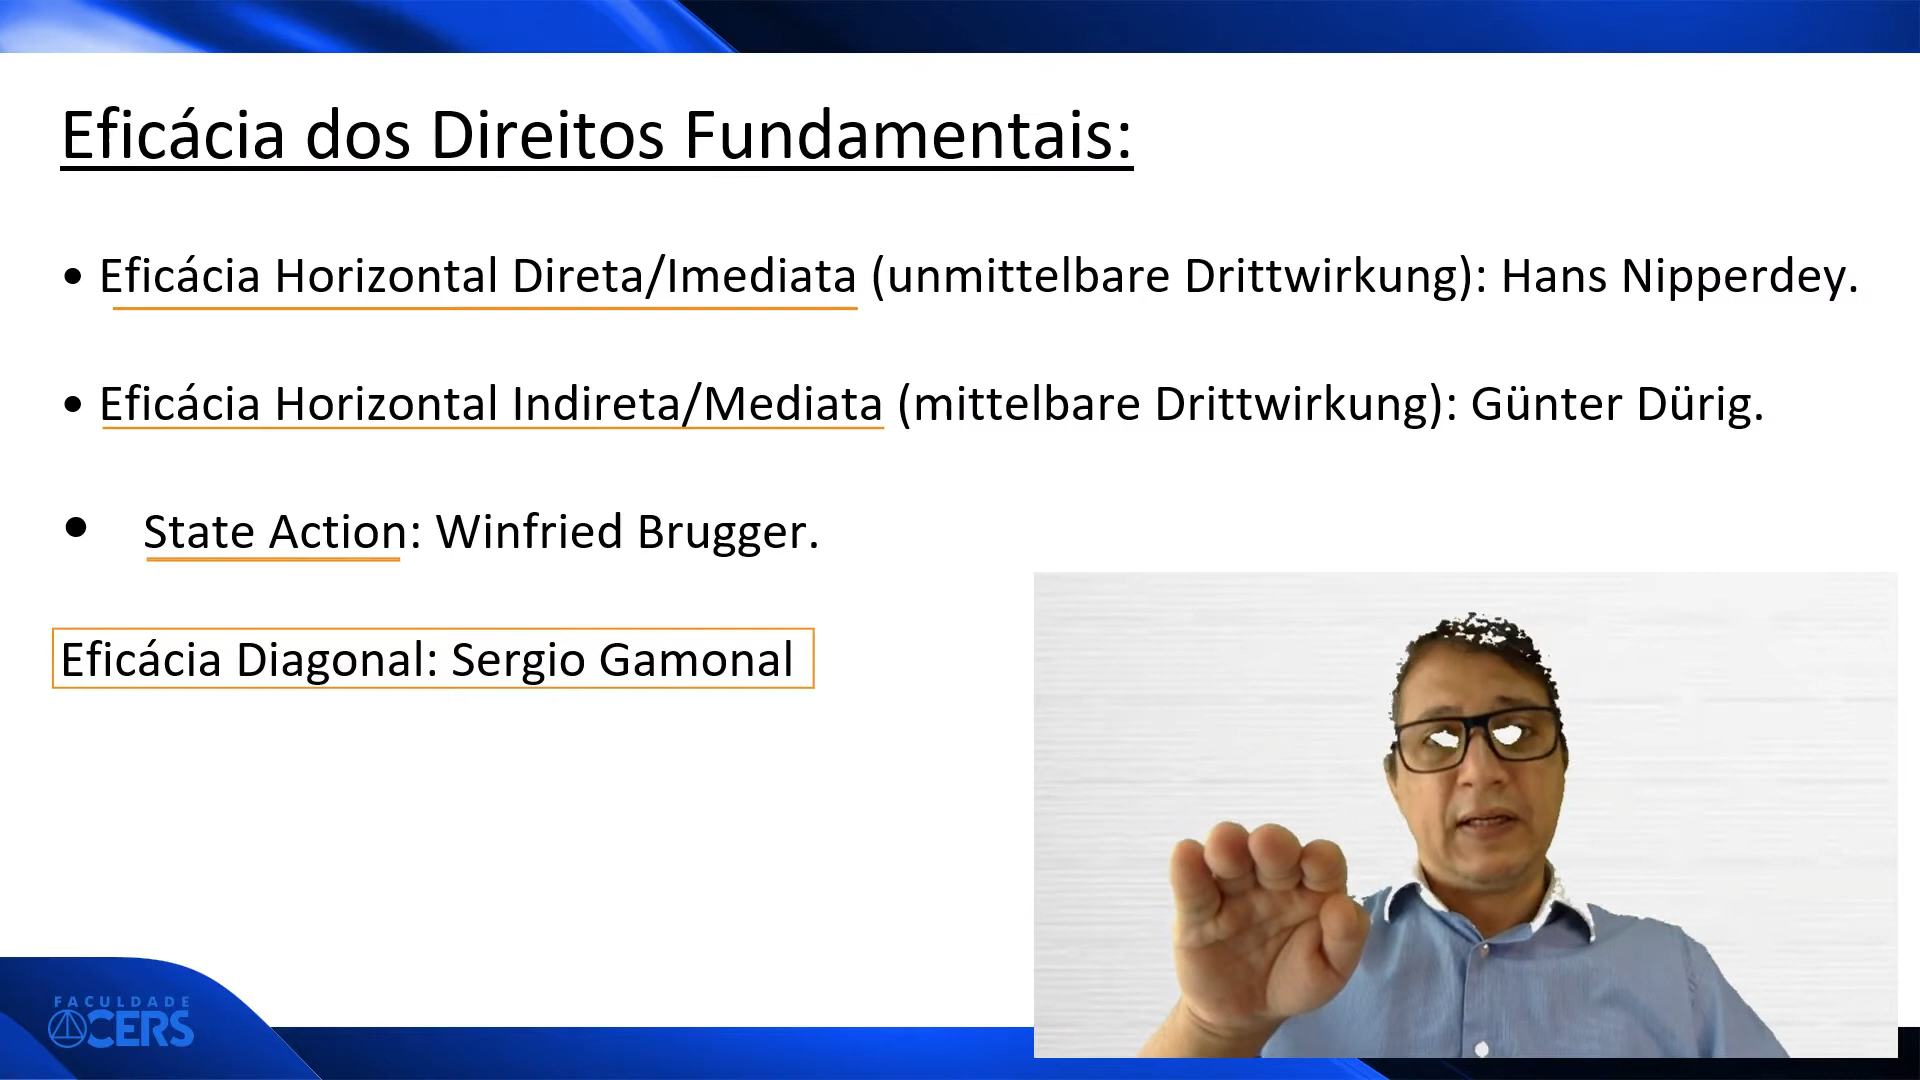 Eficácia dos Direitos Fundamentais:
• Eficácia Horizontal Direta/Imediata (unmittelbare Drittwirkung): Hans Nipperdey.
• Eficácia Horizontal Indireta/Mediata (mittelbare Drittwirkung): Günter Dürig.
• State Action: Winfried Brugger.
Eficácia Diagonal: Sergio Gamonal
FACULDADE
CERS